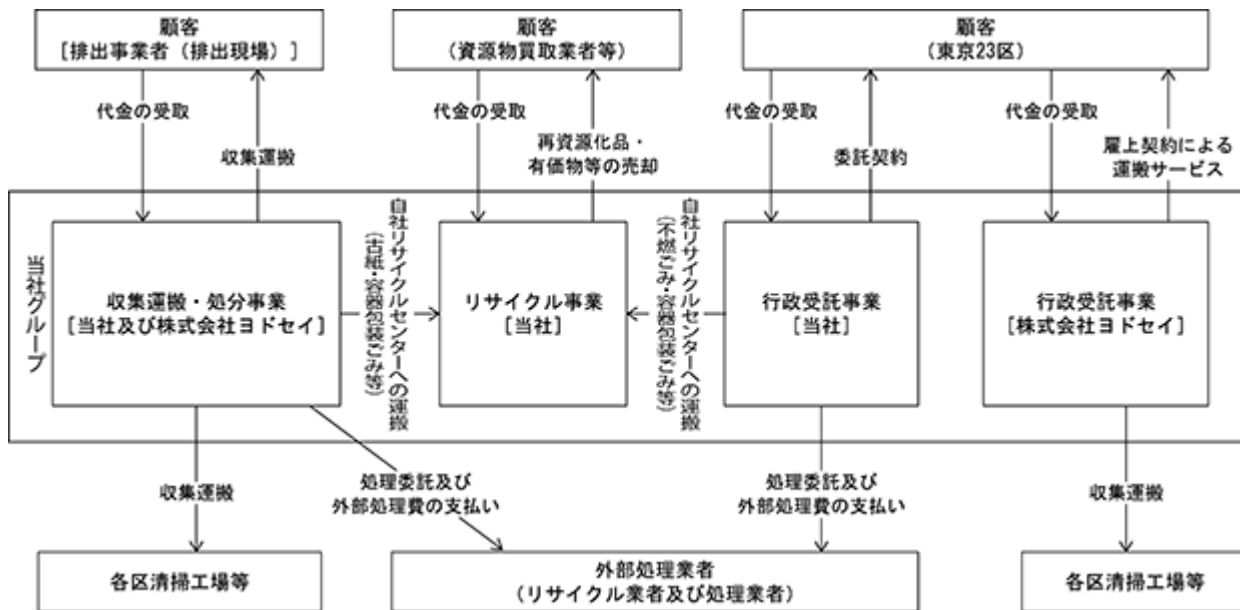 顧客
[排出事業者(排出現場)]
顧客
(資源物買取業者等)
顧客
(東京23区)
代金の受取
収集運搬
代金の受取
再資源化品・
有価物等の売却
代金の受取
委託契約
代金の受取
雇上契約による
運搬サービス
当社グループ
収集運搬・処分事業
[当社及び株式会社ヨドセイ]
自社リサイクルセンターへの運搬
(古紙・容器包装ごみ等)
リサイクル事業
[当社]
自社リサイクルセンターへの運搬
(不燃ごみ・容器包装ごみ等)
行政受託事業
[当社]
行政受託事業
[株式会社ヨドセイ]
収集運搬
処理委託及び
外部処理費の支払い
処理委託及び
外部処理費の支払い
収集運搬
各区清掃工場等
外部処理業者
(リサイクル業者及び処理業者)
各区清掃工場等